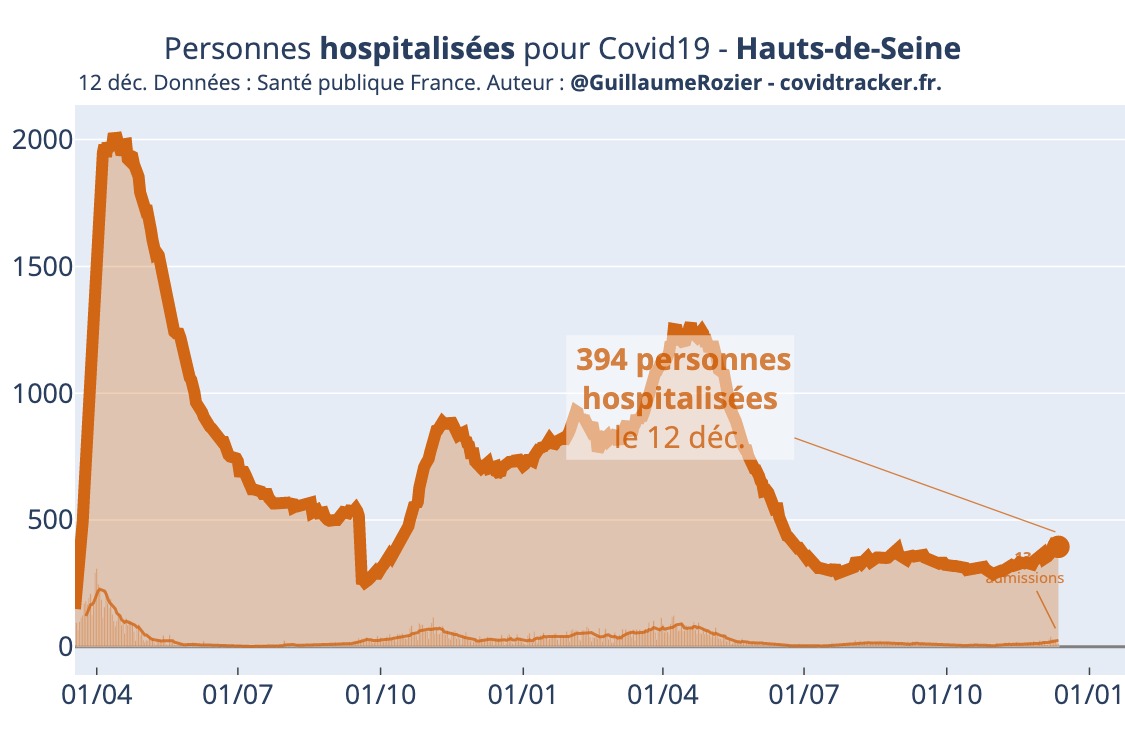 Personnes hospitalisées pour Covid19 - Hauts-de-Seine
12 déc. Données : Santé publique France. Auteur : @GuillaumeRozier - covidtracker.fr.
2000
1500
1000
500
0
394 personnes
hospitalisées
le 12 déc.
admissions
01/04
01/07
01/10
01/01
01/04
01/07
01/10
01/01